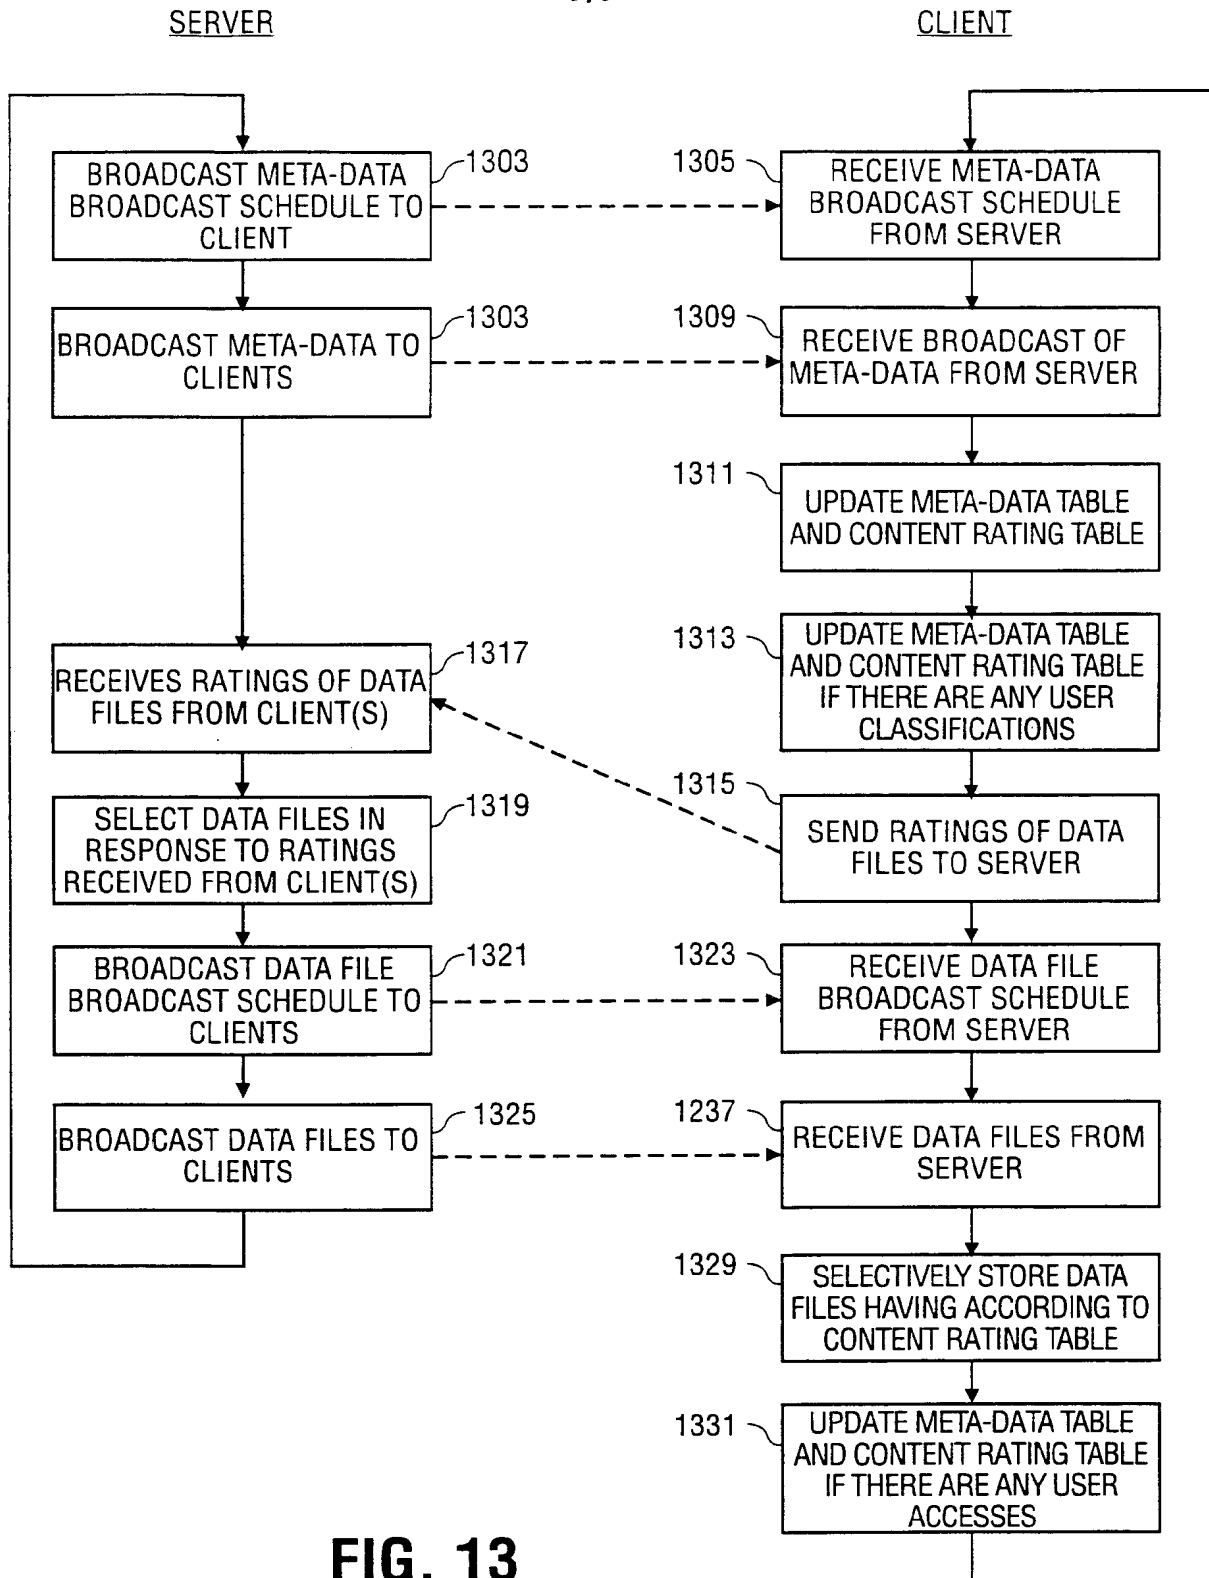 SERVER
CLIENT
BROADCAST META-DATA
BROADCAST SCHEDULE TO
CLIENT
1303
1305
RECEIVE META-DATA
BROADCAST SCHEDULE
FROM SERVER
BROADCAST META-DATA TO
CLIENTS
1303
1309
RECEIVE BROADCAST OF
META-DATA FROM SERVER
1311
UPDATE META-DATA TABLE
AND CONTENT RATING TABLE
1313
UPDATE META-DATA TABLE
AND CONTENT RATING TABLE
IF THERE ARE ANY USER
CLASSIFICATIONS
RECEIVES RATINGS OF DATA
FILES FROM CLIENT(S)
1317
1315
SEND RATINGS OF DATA
FILES TO SERVER
SELECT DATA FILES IN
RESPONSE TO RATINGS
RECEIVED FROM CLIENT(S)
1319
BROADCAST DATA FILE
BROADCAST SCHEDULE TO
CLIENTS
1321
1323
RECEIVE DATA FILE
BROADCAST SCHEDULE
FROM SERVER
BROADCAST DATA FILES TO
CLIENTS
1325
1237
RECEIVE DATA FILES FROM
SERVER
1329
SELECTIVELY STORE DATA
FILES HAVING ACCORDING TO
CONTENT RATING TABLE
1331
UPDATE META-DATA TABLE
AND CONTENT RATING TABLE
IF THERE ARE ANY USER
ACCESSES
FIG. 13